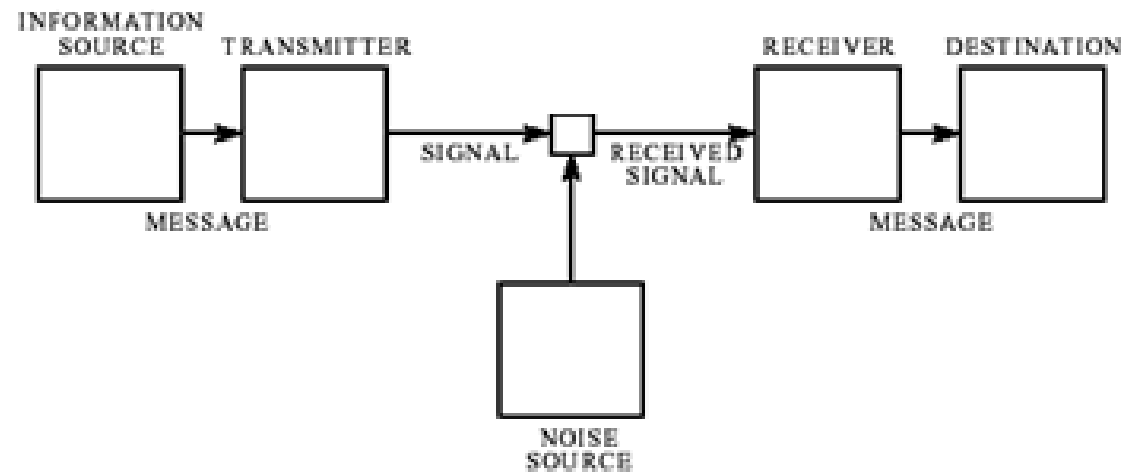 INFORMATION
SOURCE
TRANSMITTER
RECEIVER
DESTINATION
SIGNAL
RECEIVED
SIGNAL
MESSAGE
MESSAGE
NOISE
SOURCE